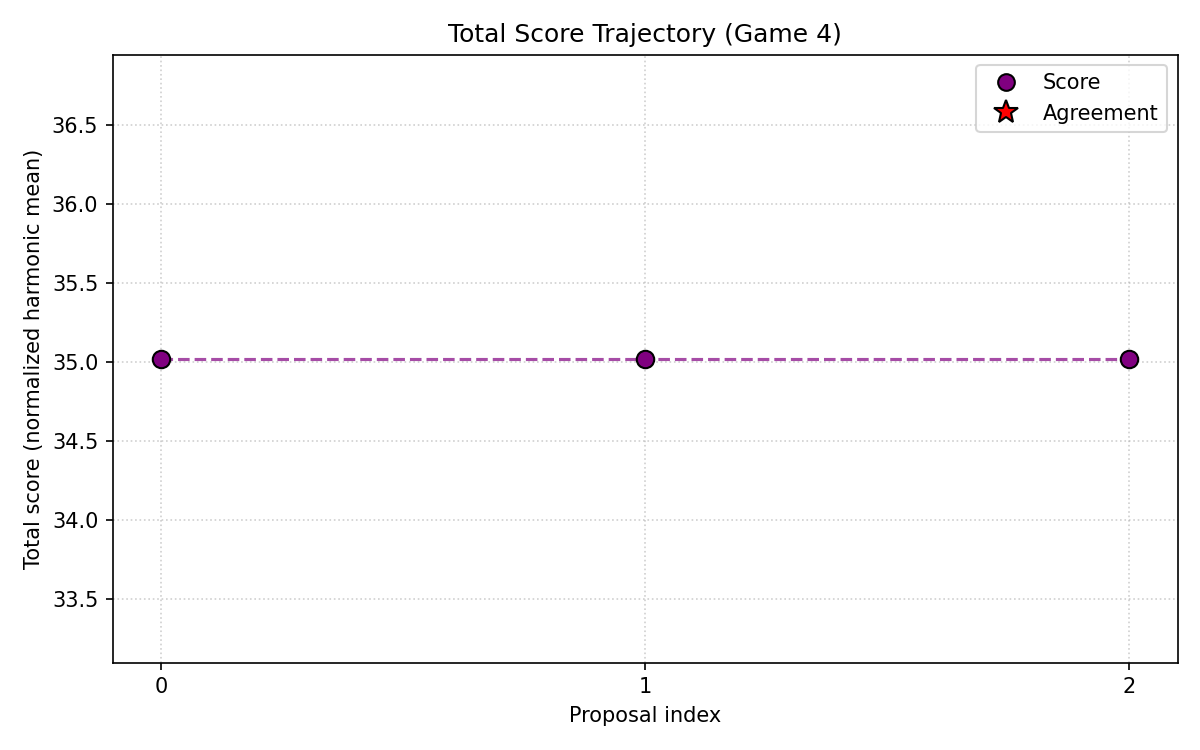 Total Score Trajectory (Game 4)
Score
Agreement
Total score (normalized harmonic mean)
36.5
36.0
35.5
35.0
34.5
34.0
33.5
0
1
2
Proposal index